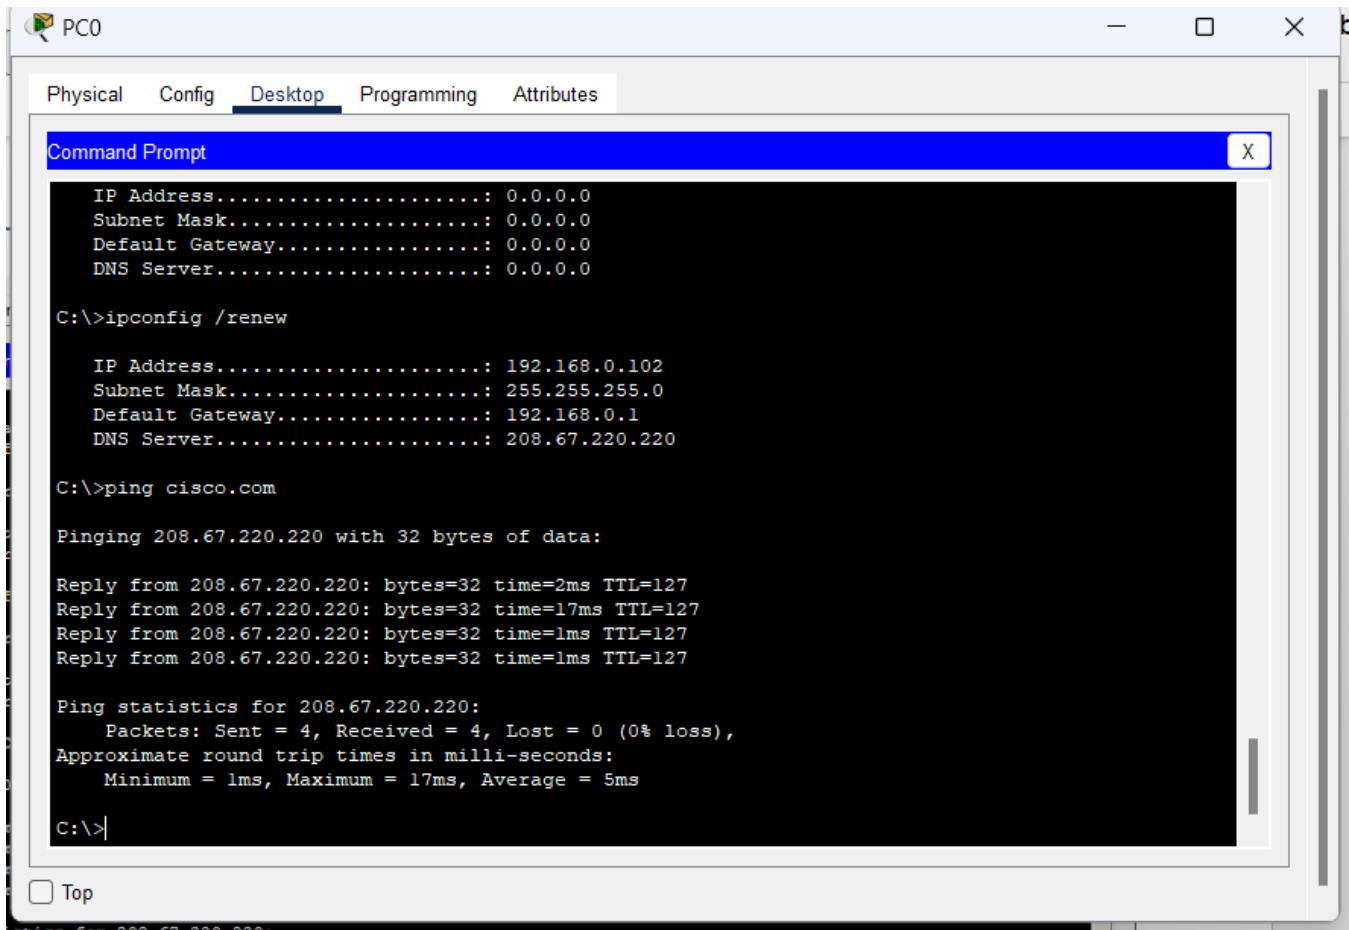 PC0
Physical Config Desktop Programming Attributes
Command Prompt
X
IP Address......................: 0.0.0.0
Subnet Mask.....................: 0.0.0.0
Default Gateway.................: 0.0.0.0
DNS Server......................: 0.0.0.0
C:\>ipconfig /renew
IP Address......................: 192.168.0.102
Subnet Mask.....................: 255.255.255.0
Default Gateway.................: 192.168.0.1
DNS Server......................: 208.67.220.220
C:\>ping cisco.com
Pinging 208.67.220.220 with 32 bytes of data:
Reply from 208.67.220.220: bytes=32 time=2ms TTL=127
Reply from 208.67.220.220: bytes=32 time=17ms TTL=127
Reply from 208.67.220.220: bytes=32 time=1ms TTL=127
Reply from 208.67.220.220: bytes=32 time=1ms TTL=127
Ping statistics for 208.67.220.220:
Packets: Sent = 4, Received = 4, Lost = 0 (0% loss),
Approximate round trip times in milli-seconds:
Minimum = 1ms, Maximum = 17ms, Average = 5ms
C:\>
Top